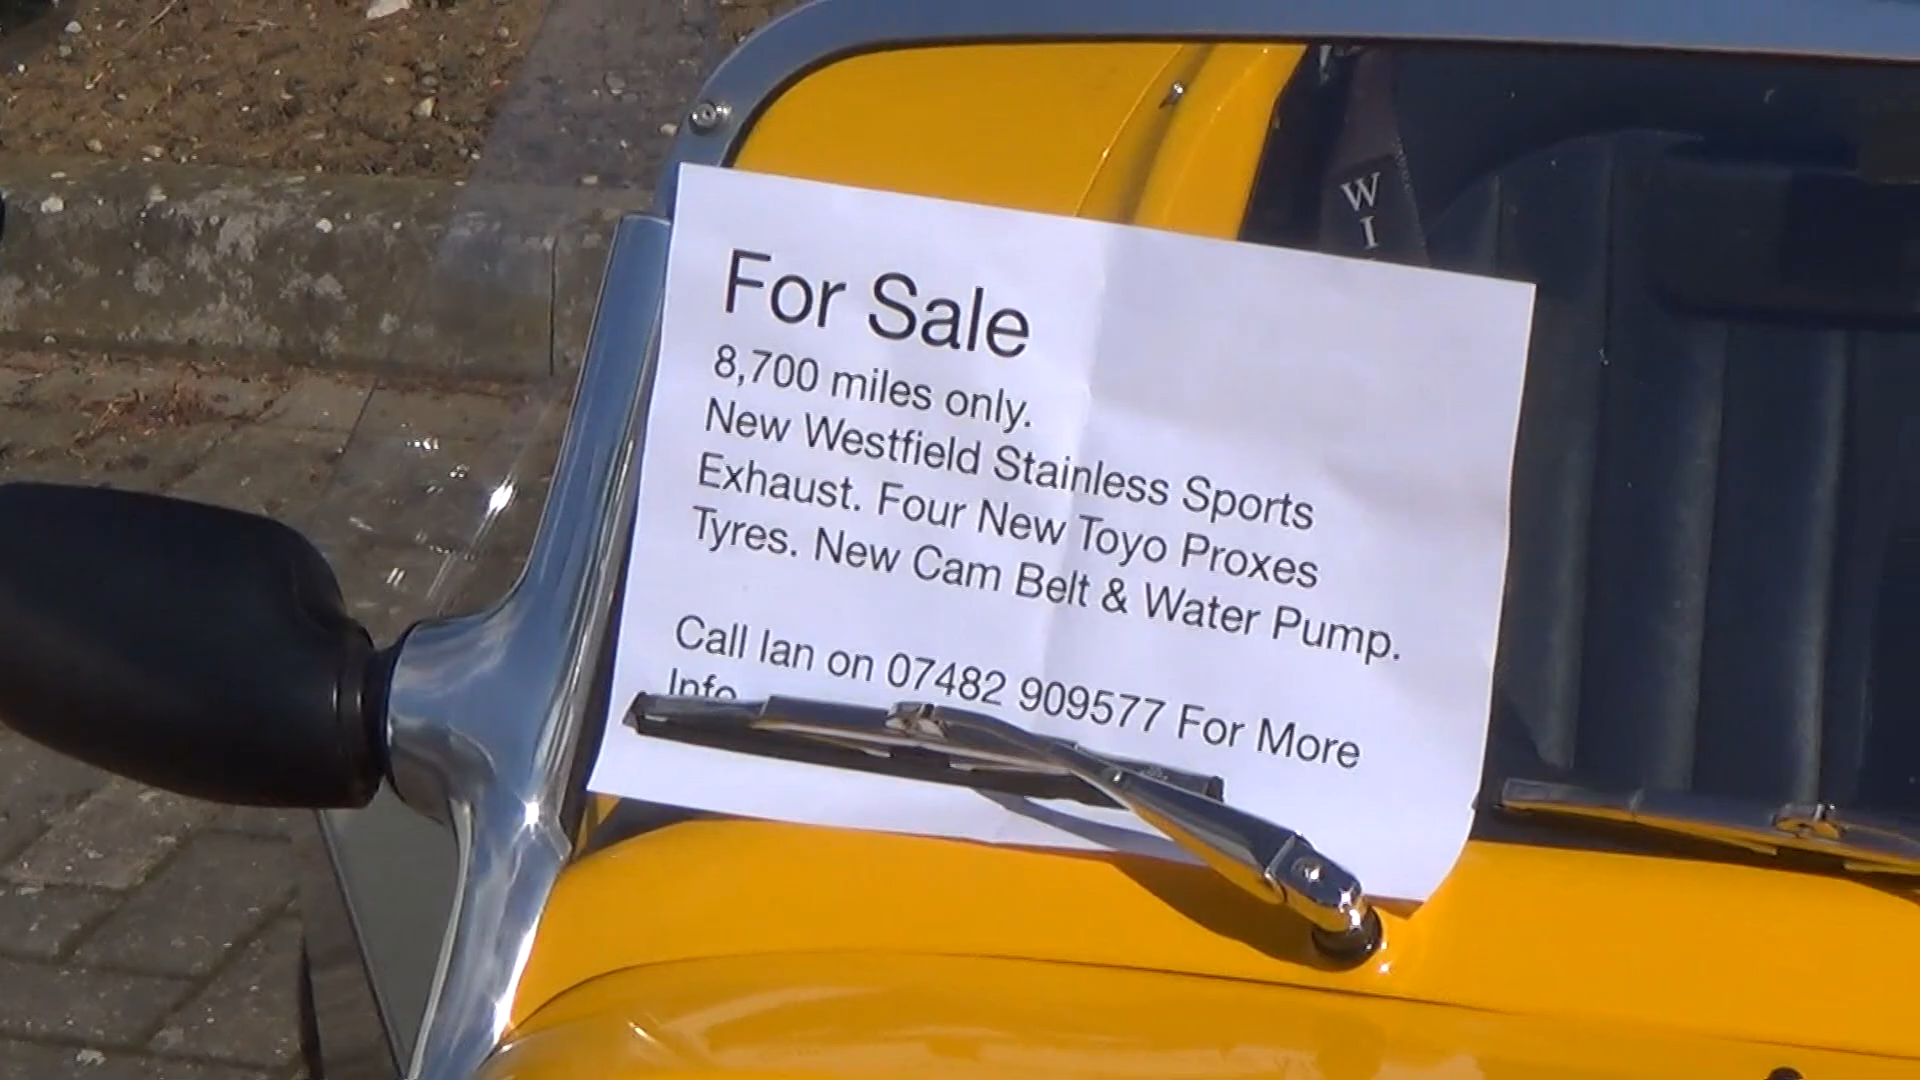 For Sale
8,700 miles only.
New Westfield Stainless Sports
Exhaust. Four New Toyo Proxes
Tyres. New Cam Belt & Water Pump.
Call Ian on 07482 909577 For More
Info
W
I